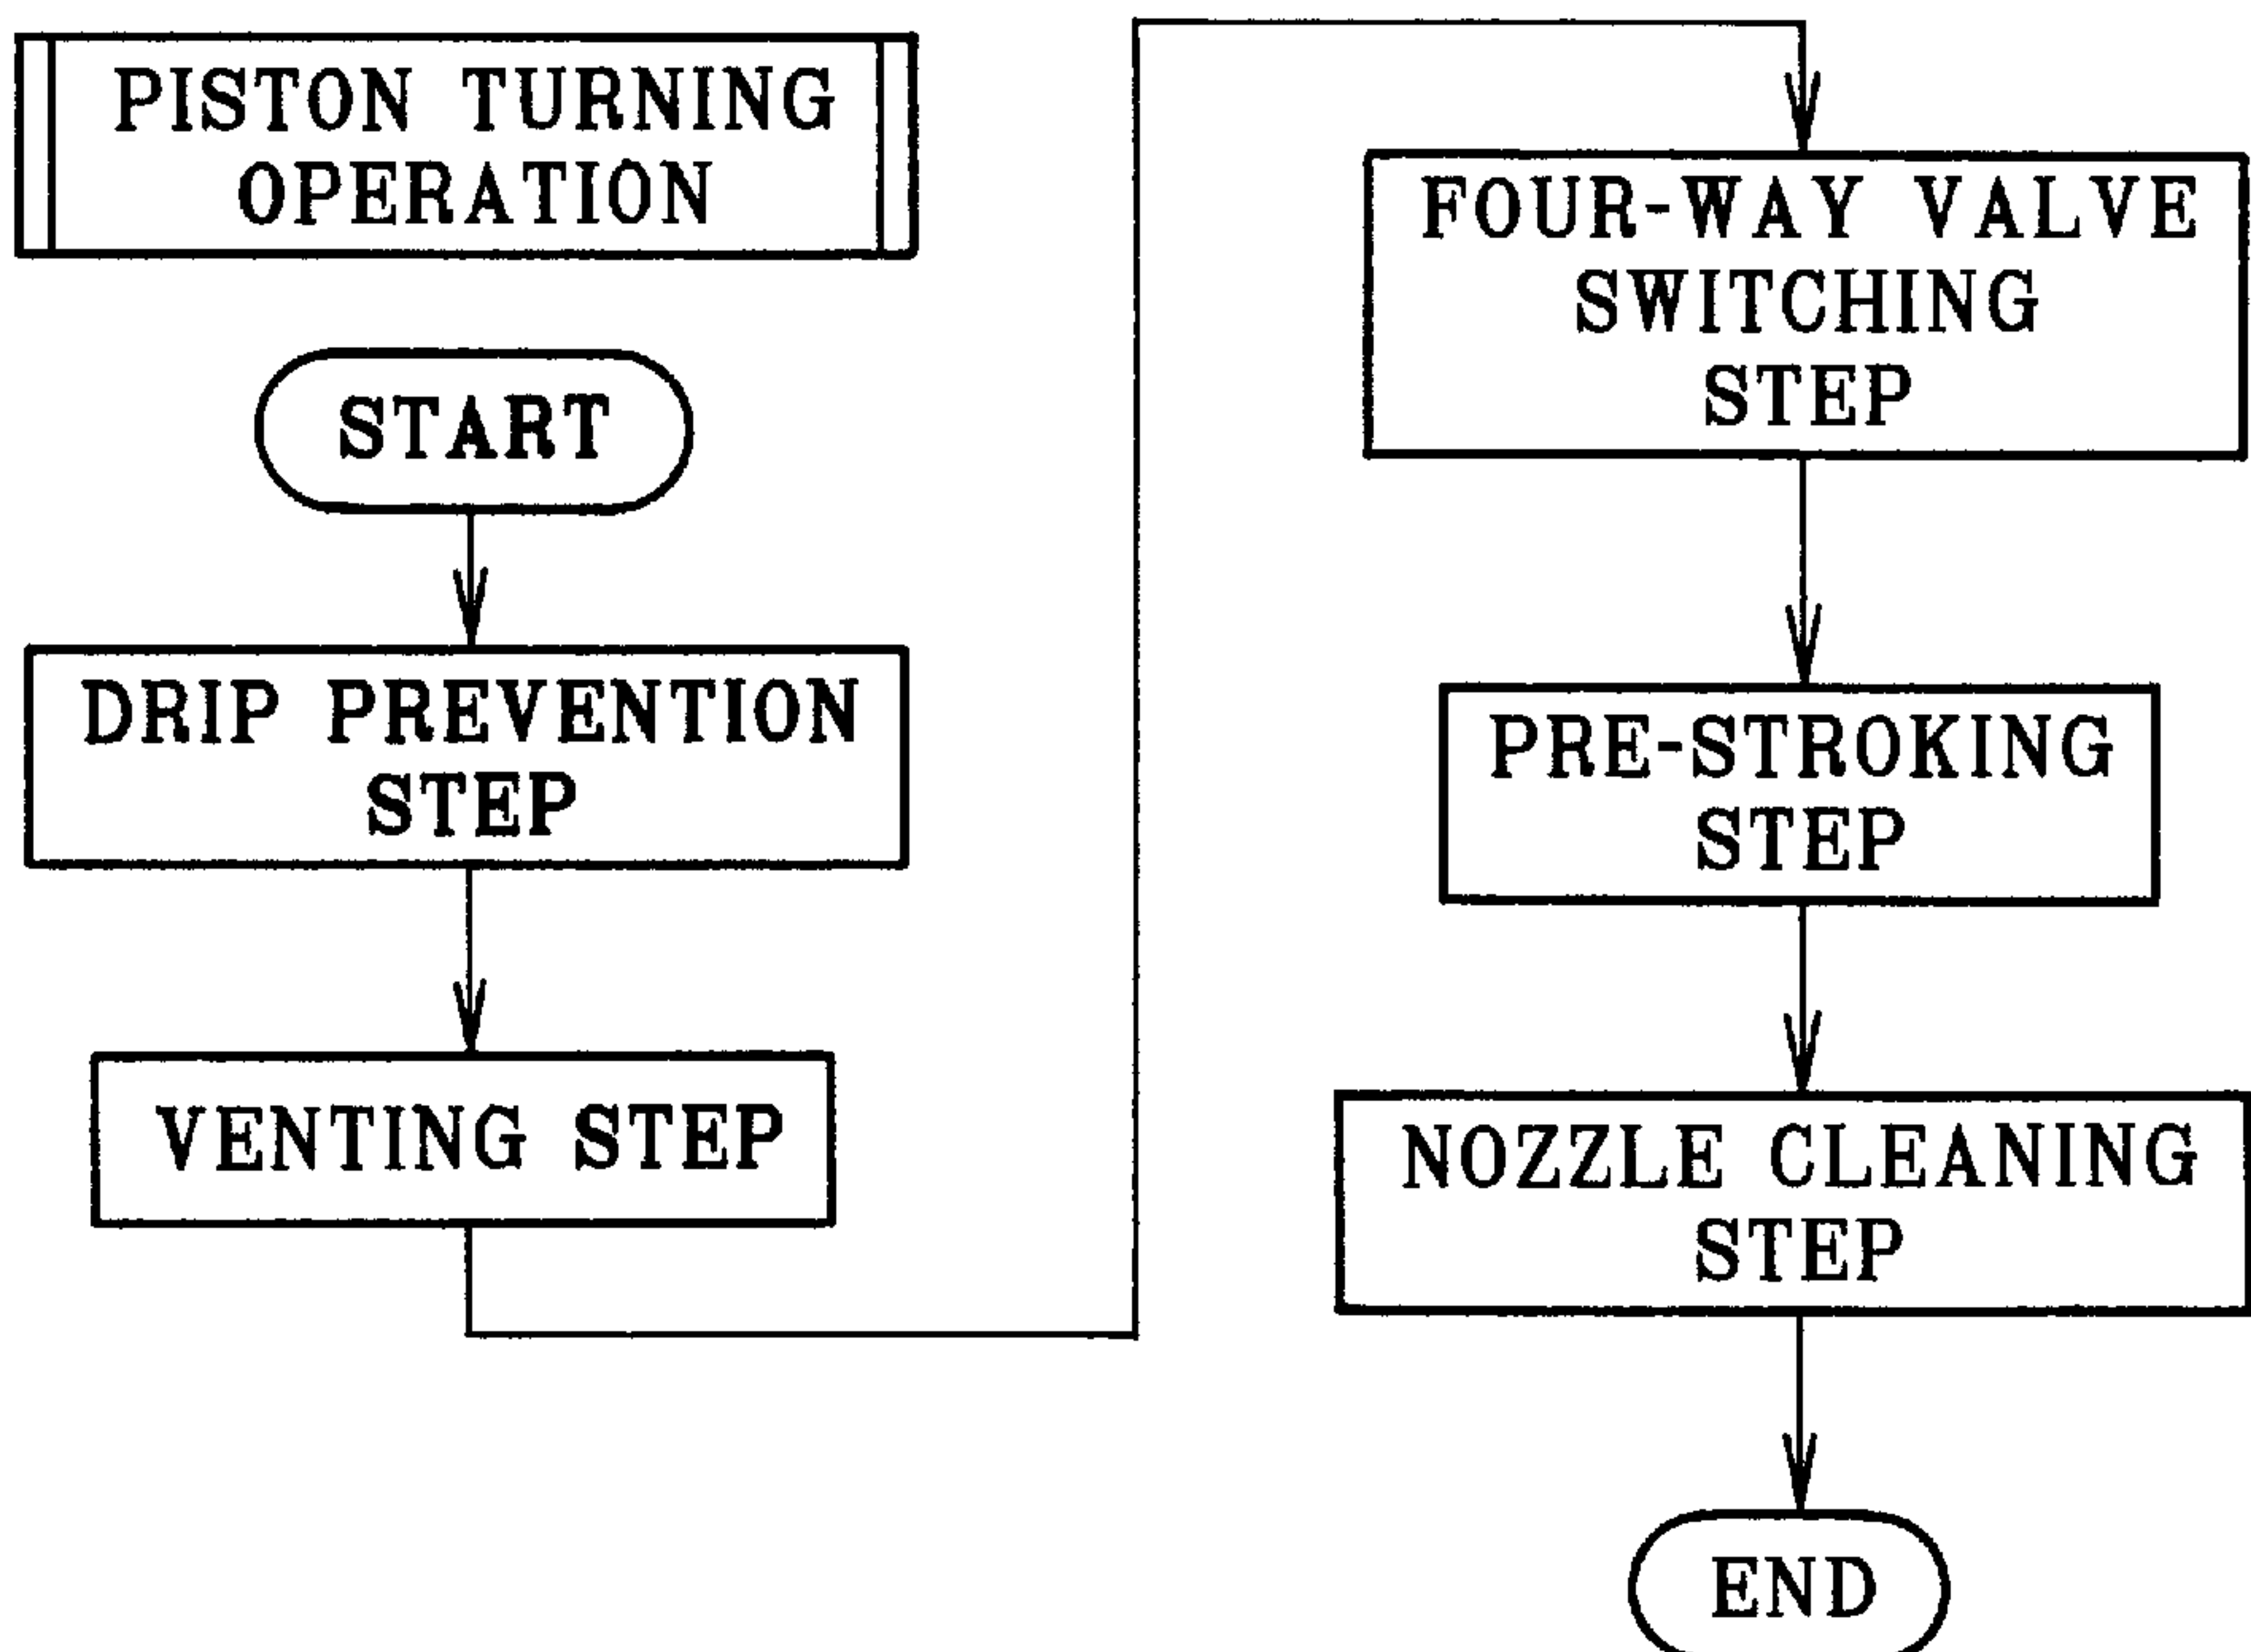 PISTON TURNING
OPERATION
START
DRIP PREVENTION
STEP
VENTING STEP
FOUR-WAY VALVE
SWITCHING
STEP
PRE-STROKING
STEP
NOZZLE CLEANING
STEP
END